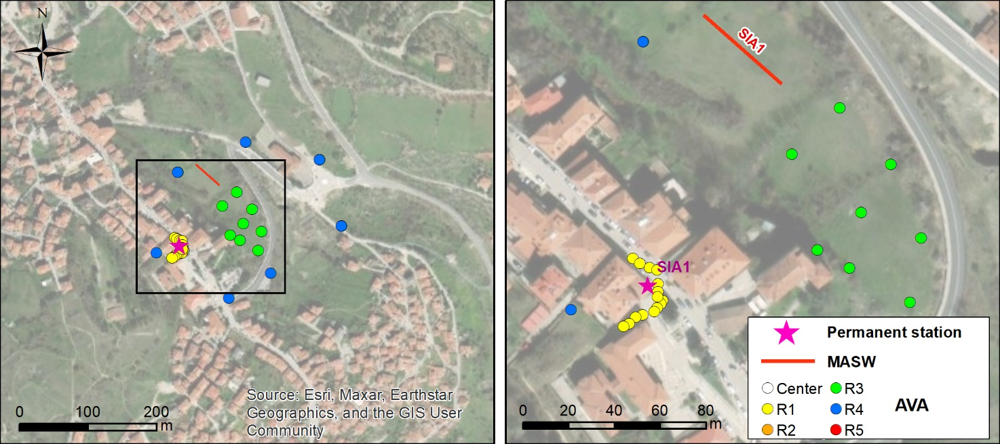 N
Source: Esri, Maxar, Earthstar
Geographics, and the GIS User
Community
0 100 200
m
SIA1
SIA1
Permanent station
MASW
Center R3
R1 R4 AVA
R2 R5
0 20 40 60 80
m